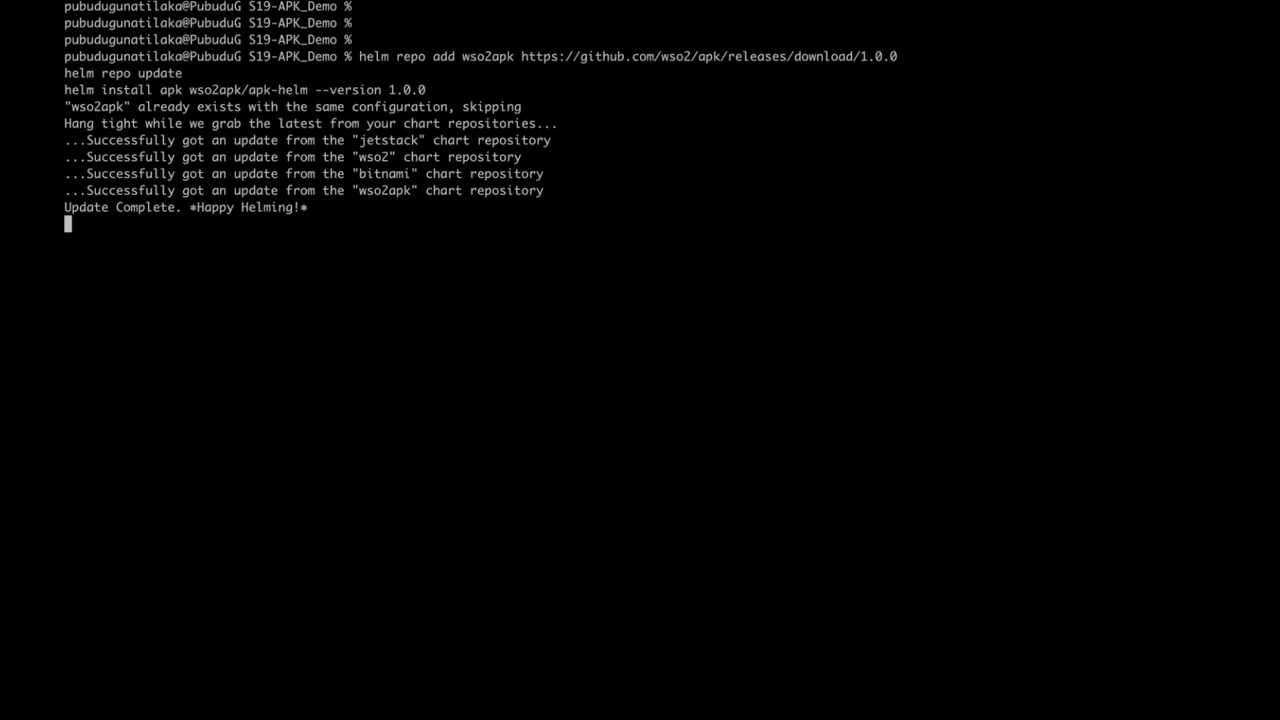 pubudugunatilaka@PubuduG S19-APK_Demo %
pubudugunatilaka@PubuduG S19-APK_Demo %
pubudugunatilaka@PubuduG S19-APK_Demo %
pubudugunatilaka@PubuduG S19-APK_Demo % helm repo add wso2apk https://github.com/wso2/apk/releases/download/1.0.0
helm repo update
helm install apk wso2apk/apk-helm --version 1.0.0
"wso2apk" already exists with the same configuration, skipping
Hang tight while we grab the latest from your chart repositories...
...Successfully got an update from the "jetstack" chart repository
...Successfully got an update from the "wso2" chart repository
...Successfully got an update from the "bitnami" chart repository
...Successfully got an update from the "wso2apk" chart repository
Update Complete. ⎈Happy Helming!⎈